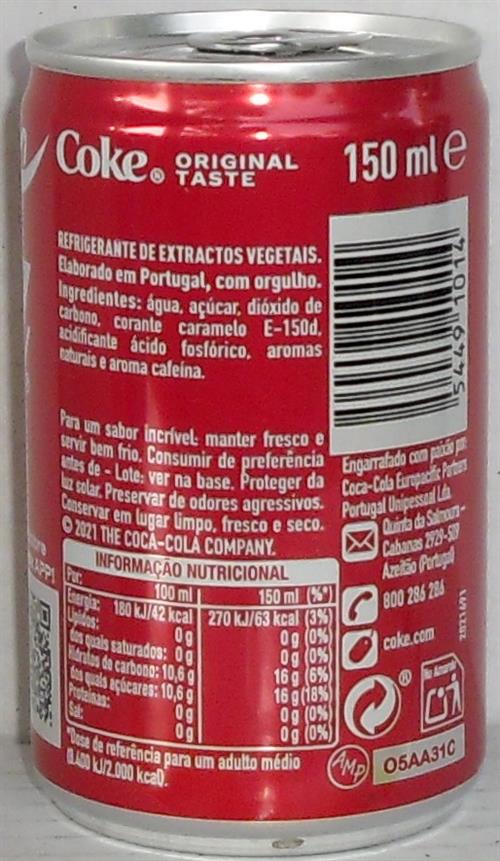 Coke® ORIGINAL TASTE
150 ml e
REFRIGERANTE DE EXTRACTOS VEGETAIS.
Elaborado em Portugal, com orgulho.
Ingredientes: água, açúcar, dióxido de
carbono, corante caramelo E-150d,
acidificante ácido fosfórico, aromas
naturais e aroma cafeína.
5449 1014
Para um sabor incrível: manter fresco e
servir bem frio. Consumir de preferência
antes de - Lote: ver na base. Proteger da
luz solar. Preservar de odores agressivos.
Conservar em lugar limpo, fresco e seco.
© 2021 THE COCA-COLA COMPANY.
Engarrafado com paixão por:
Coca-Cola Europacific Partners
Portugal Unipessoal Lda.
Quinta da Salmoura -
Cabanas 2929-509
Azeitão (Portugal)
800 286 286
coke.com
INFORMAÇÃO NUTRICIONAL
Por: 100 ml 150 ml (%*)
Energia: 180 kJ/42 kcal 270 kJ/63 kcal (3%)
Lípidos: 0 g 0 g (0%)
dos quais saturados: 0 g 0 g (0%)
Hidratos de carbono: 10,6 g 16 g (6%)
dos quais açúcares: 10,6 g 16 g (18%)
Proteínas: 0 g 0 g (0%)
Sal: 0 g 0 g (0%)
*Dose de referência para um adulto médio
(8.400 kJ/2.000 kcal).
APP!
®
No Amarelo
AMP
O5AA31C